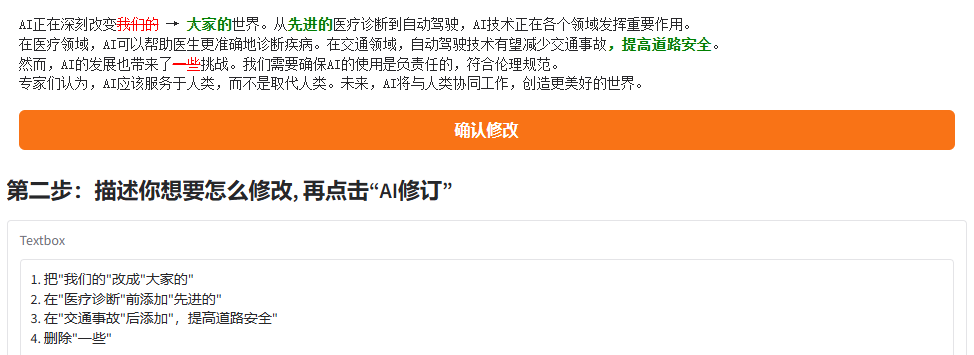 AI正在深刻改变我们的 → 大家的世界。从先进的医疗诊断到自动驾驶，AI技术正在各个领域发挥重要作用。
在医疗领域，AI可以帮助医生更准确地诊断疾病。在交通领域，自动驾驶技术有望减少交通事故，提高道路安全。
然而，AI的发展也带来了一些挑战。我们需要确保AI的使用是负责任的，符合伦理规范。
专家们认为，AI应该服务于人类，而不是取代人类。未来，AI将与人类协同工作，创造更美好的世界。
确认修改
第二步：描述你想要怎么修改, 再点击“AI修订”
Textbox
1. 把"我们的"改成"大家的"
2. 在"医疗诊断"前添加"先进的"
3. 在"交通事故"后添加"，提高道路安全"
4. 删除"一些"